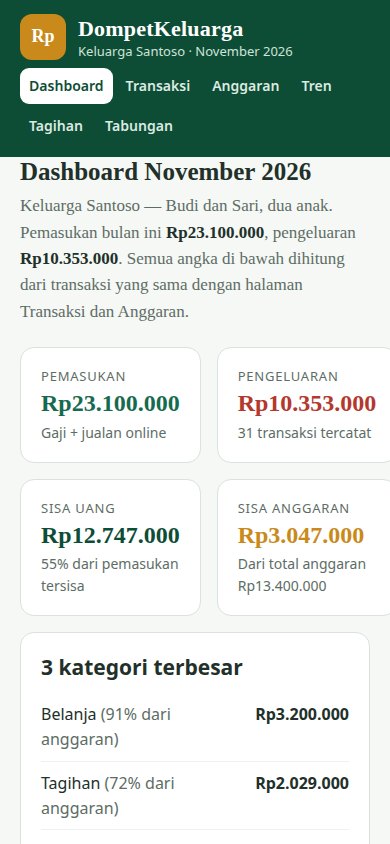 Rp
DompetKeluarga
Keluarga Santoso · November 2026
Dashboard Transaksi Anggaran Tren
Tagihan Tabungan
Dashboard November 2026
Keluarga Santoso — Budi dan Sari, dua anak.
Pemasukan bulan ini Rp23.100.000, pengeluaran
Rp10.353.000. Semua angka di bawah dihitung
dari transaksi yang sama dengan halaman
Transaksi dan Anggaran.
PEMASUKAN
Rp23.100.000
Gaji + jualan online
PENGELUARAN
Rp10.353.000
31 transaksi tercatat
SISA UANG
Rp12.747.000
55% dari pemasukan
tersisa
SISA ANGGARAN
Rp3.047.000
Dari total anggaran
Rp13.400.000
3 kategori terbesar
Belanja (91% dari
anggaran)
Rp3.200.000
Tagihan (72% dari
anggaran)
Rp2.029.000